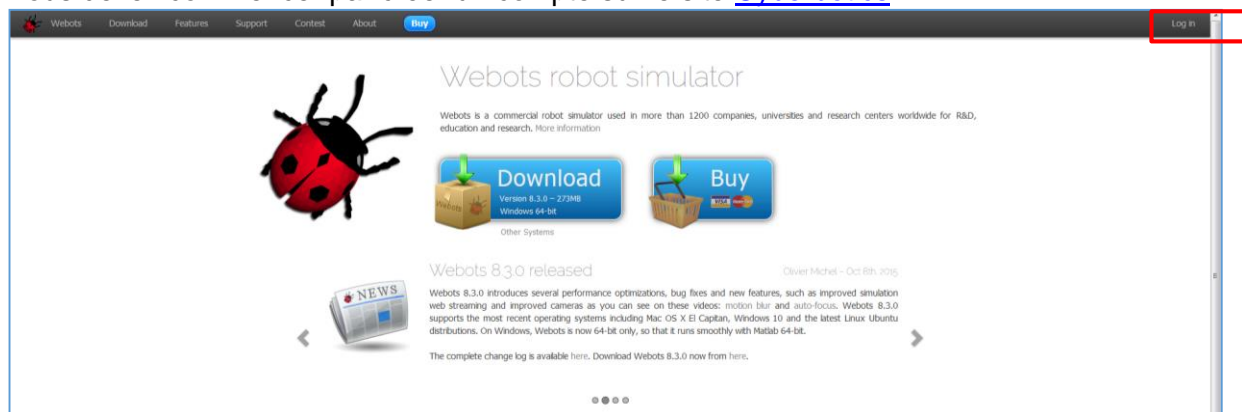 Webots Download Features Support Contest About Buy Log in
Webots robot simulator
Webots is a commercial robot simulator used in more than 1200 companies, universities and research centers worldwide for R&D,
education and research. More information
Download
Version 8.3.0 – 273MB
Windows 64-bit
Buy
Webots
VISA
Other Systems
Webots 8.3.0 released
Olivier Michel - Oct 8th, 2015
NEWS
Webots 8.3.0 introduces several performance optimizations, bug fixes and new features, such as improved simulation
web streaming and improved cameras as you can see on these videos: motion blur and auto-focus. Webots 8.3.0
supports the most recent operating systems including Mac OS X El Capitan, Windows 10 and the latest Linux Ubuntu
distributions. On Windows, Webots is now 64-bit only, so that it runs smoothly with Matlab 64-bit.
The complete change log is available here. Download Webots 8.3.0 now from here.